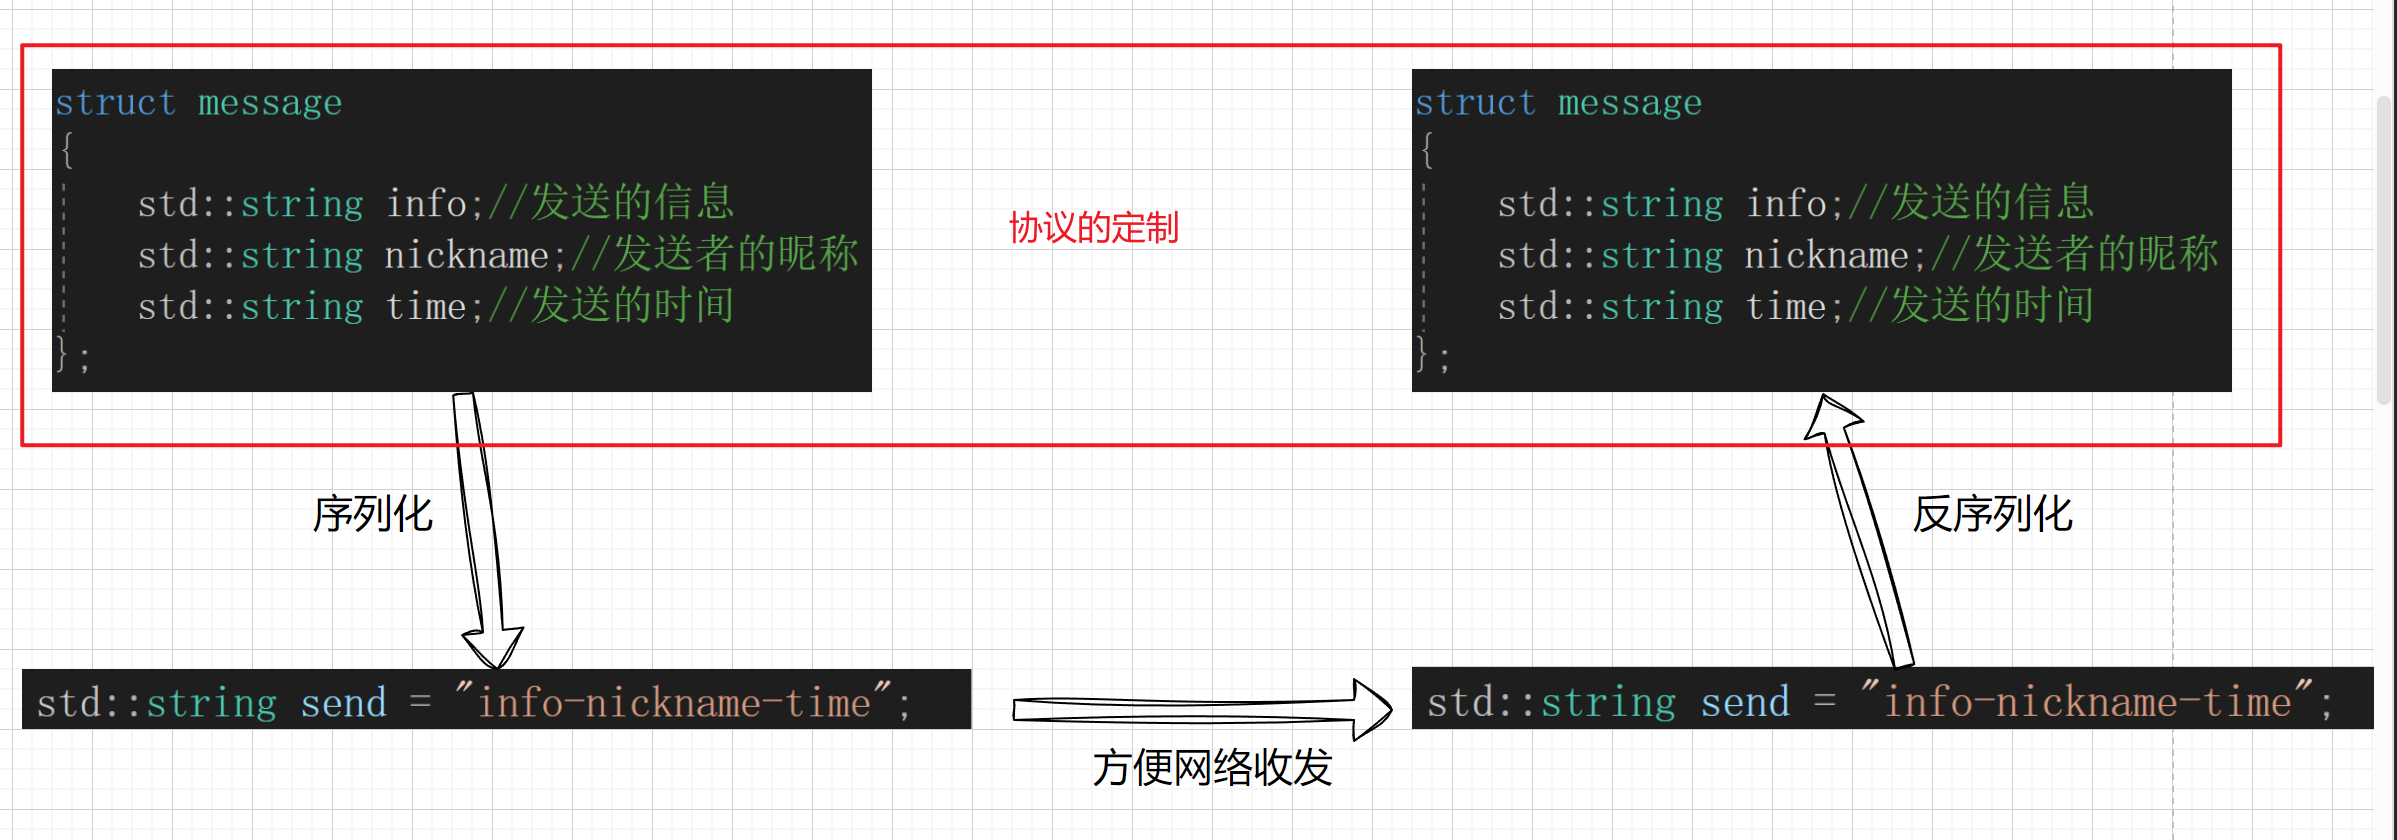 struct message
{
std::string info;//发送的信息
std::string nickname;//发送者的昵称
std::string time;//发送的时间
};
协议的定制
struct message
{
std::string info;//发送的信息
std::string nickname;//发送者的昵称
std::string time;//发送的时间
};
序列化
反序列化
std::string send = "info-nickname-time";
方便网络收发
std::string send = "info-nickname-time";